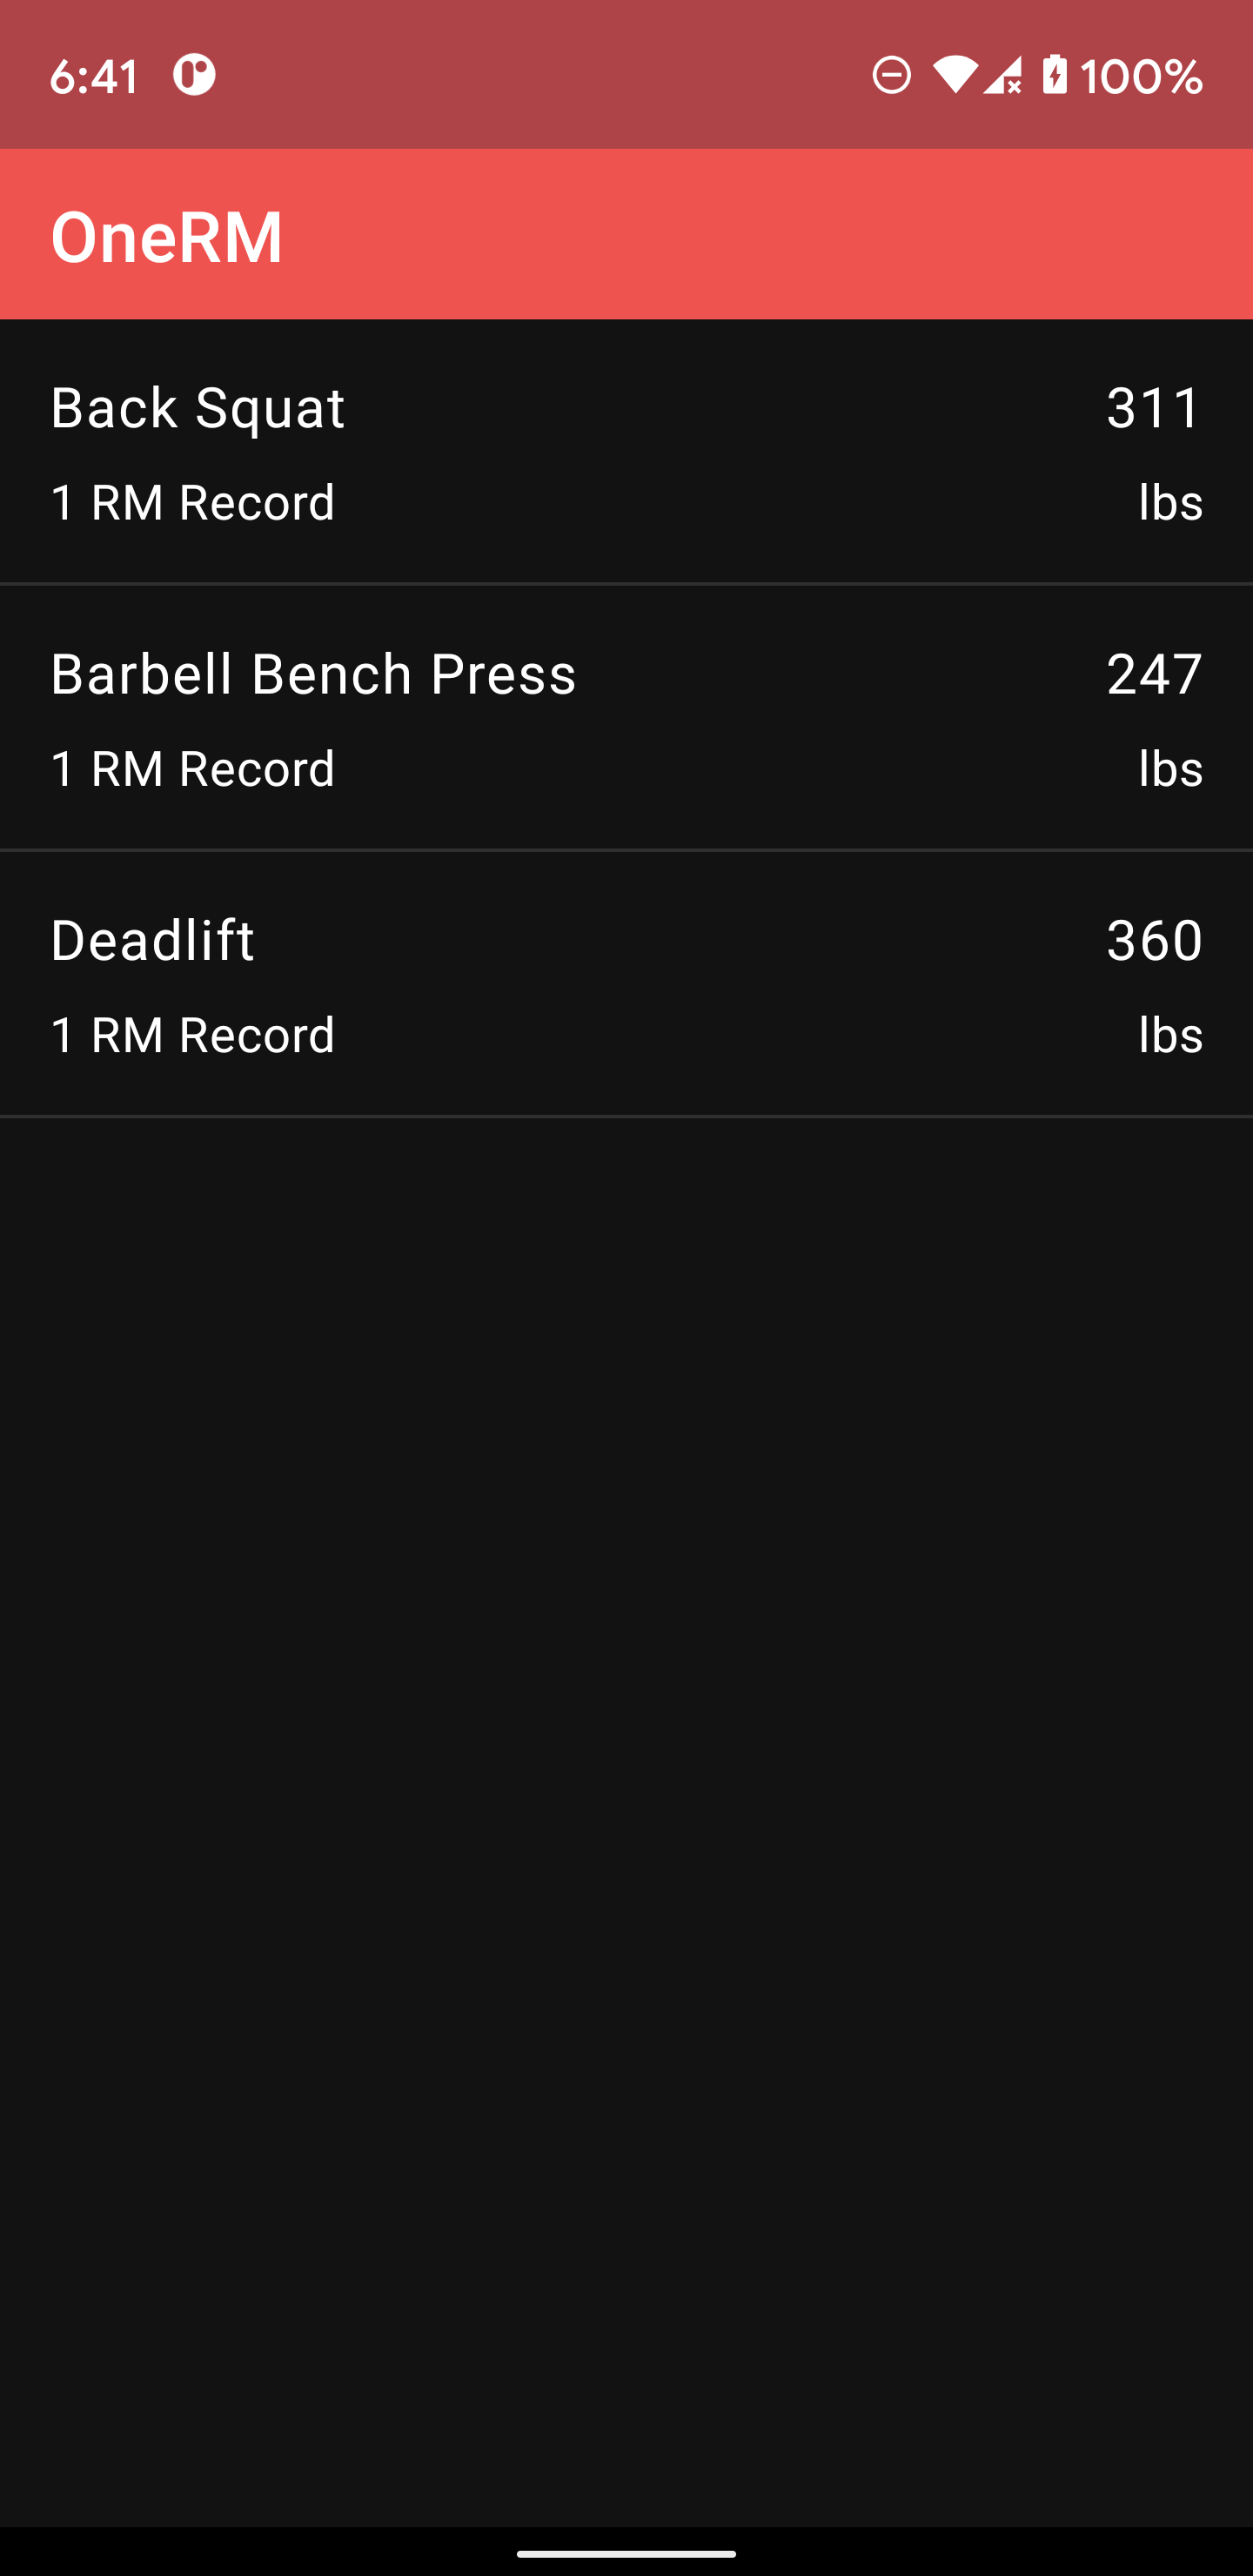 6:41 100%
OneRM
Back Squat 311
1 RM Record lbs
Barbell Bench Press 247
1 RM Record lbs
Deadlift 360
1 RM Record lbs